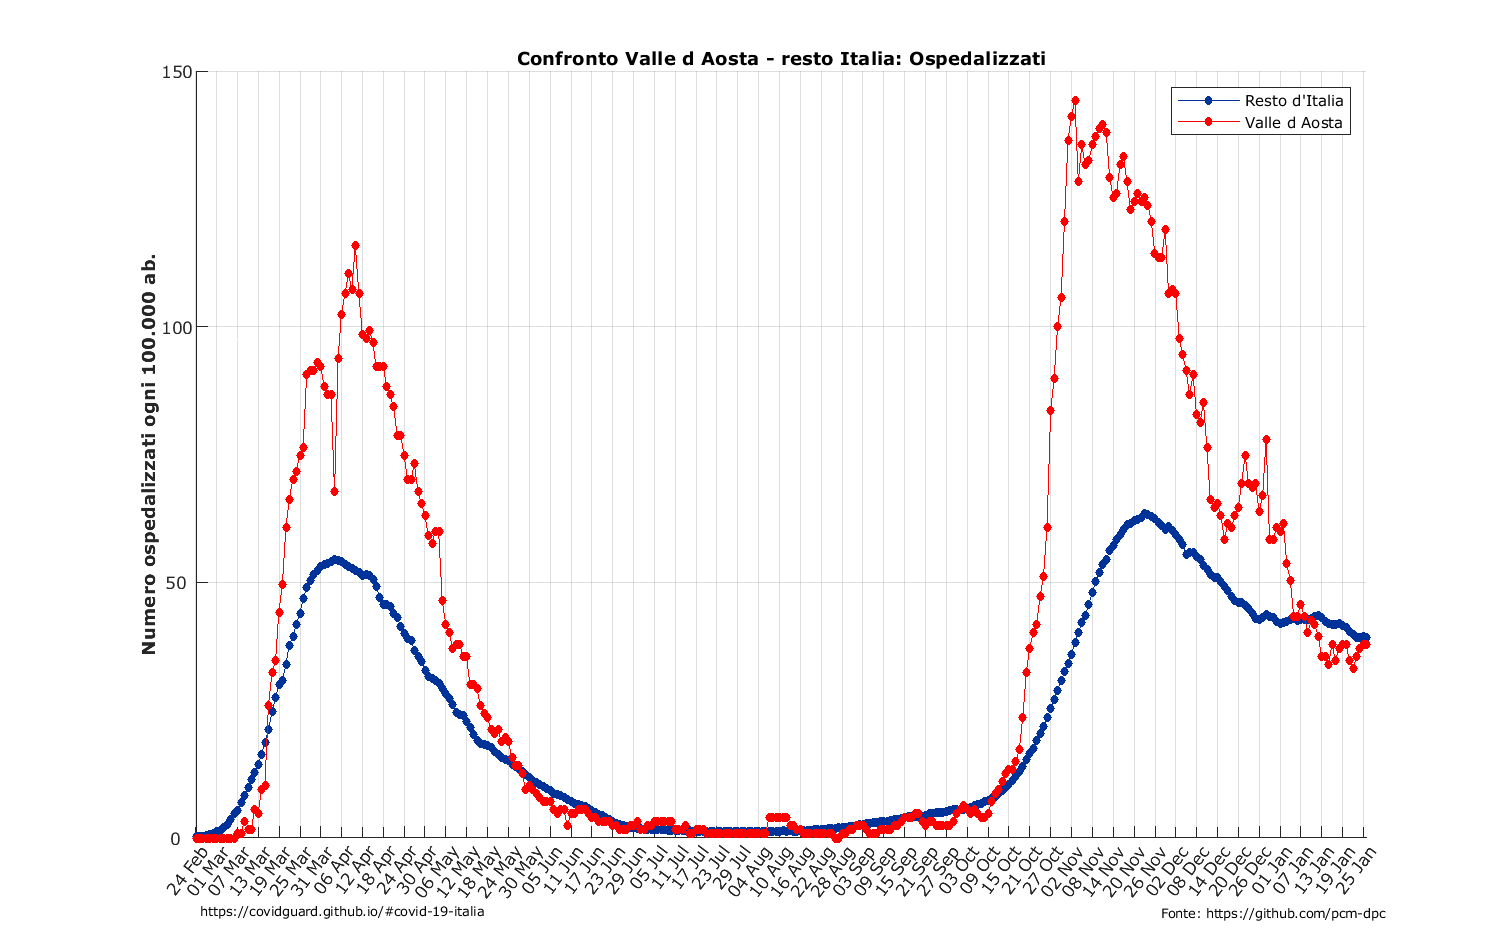 Confronto Valle d Aosta - resto Italia: Ospedalizzati
Numero ospedalizzati ogni 100.000 ab.
150
100
50
0
Resto d'Italia
Valle d Aosta
24 Feb
01 Mar
07 Mar
13 Mar
19 Mar
25 Mar
31 Mar
06 Apr
12 Apr
18 Apr
24 Apr
30 Apr
06 May
12 May
18 May
24 May
30 May
05 Jun
11 Jun
17 Jun
23 Jun
29 Jun
05 Jul
11 Jul
17 Jul
23 Jul
29 Jul
04 Aug
10 Aug
16 Aug
22 Aug
28 Aug
03 Sep
09 Sep
15 Sep
21 Sep
27 Sep
03 Oct
09 Oct
15 Oct
21 Oct
27 Oct
02 Nov
08 Nov
14 Nov
20 Nov
26 Nov
02 Dec
08 Dec
14 Dec
20 Dec
26 Dec
01 Jan
07 Jan
13 Jan
19 Jan
25 Jan
https://covidguard.github.io/#covid-19-italia
Fonte: https://github.com/pcm-dpc